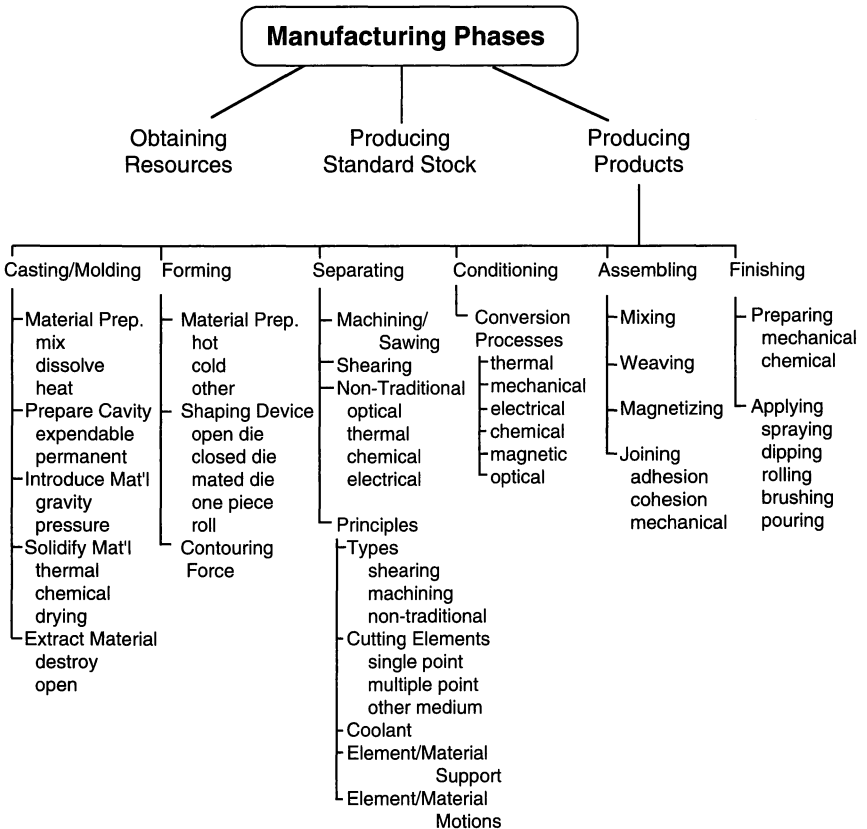 Manufacturing Phases
Obtaining
Resources
Producing
Standard Stock
Producing
Products
Casting/Molding
Material Prep.
mix
dissolve
heat
Prepare Cavity
expendable
permanent
Introduce Mat'l
gravity
pressure
Solidify Mat'l
thermal
chemical
drying
Extract Material
destroy
open
Forming
Material Prep.
hot
cold
other
Shaping Device
open die
closed die
mated die
one piece
roll
Contouring
Force
Separating
Machining/
Sawing
Shearing
Non-Traditional
optical
thermal
chemical
electrical
Principles
Types
shearing
machining
non-traditional
Cutting Elements
single point
multiple point
other medium
Coolant
Element/Material
Support
Element/Material
Motions
Conditioning
Conversion
Processes
thermal
mechanical
electrical
chemical
magnetic
optical
Assembling
Mixing
Weaving
Magnetizing
Joining
adhesion
cohesion
mechanical
Finishing
Preparing
mechanical
chemical
Applying
spraying
dipping
rolling
brushing
pouring